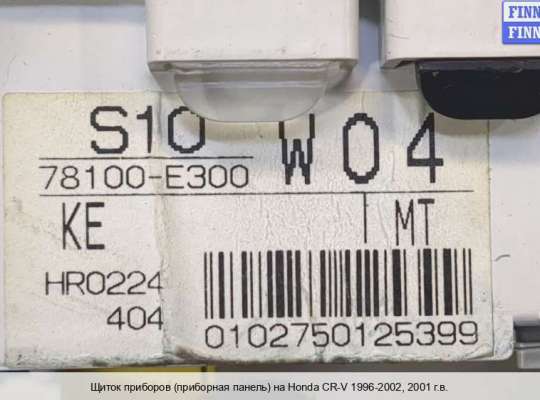 FINN
FINN
S10 W04
78100-E300
KE MT
HR0224
404
0102750125399
Щиток приборов (приборная панель) на Honda CR-V 1996-2002, 2001 г.в.